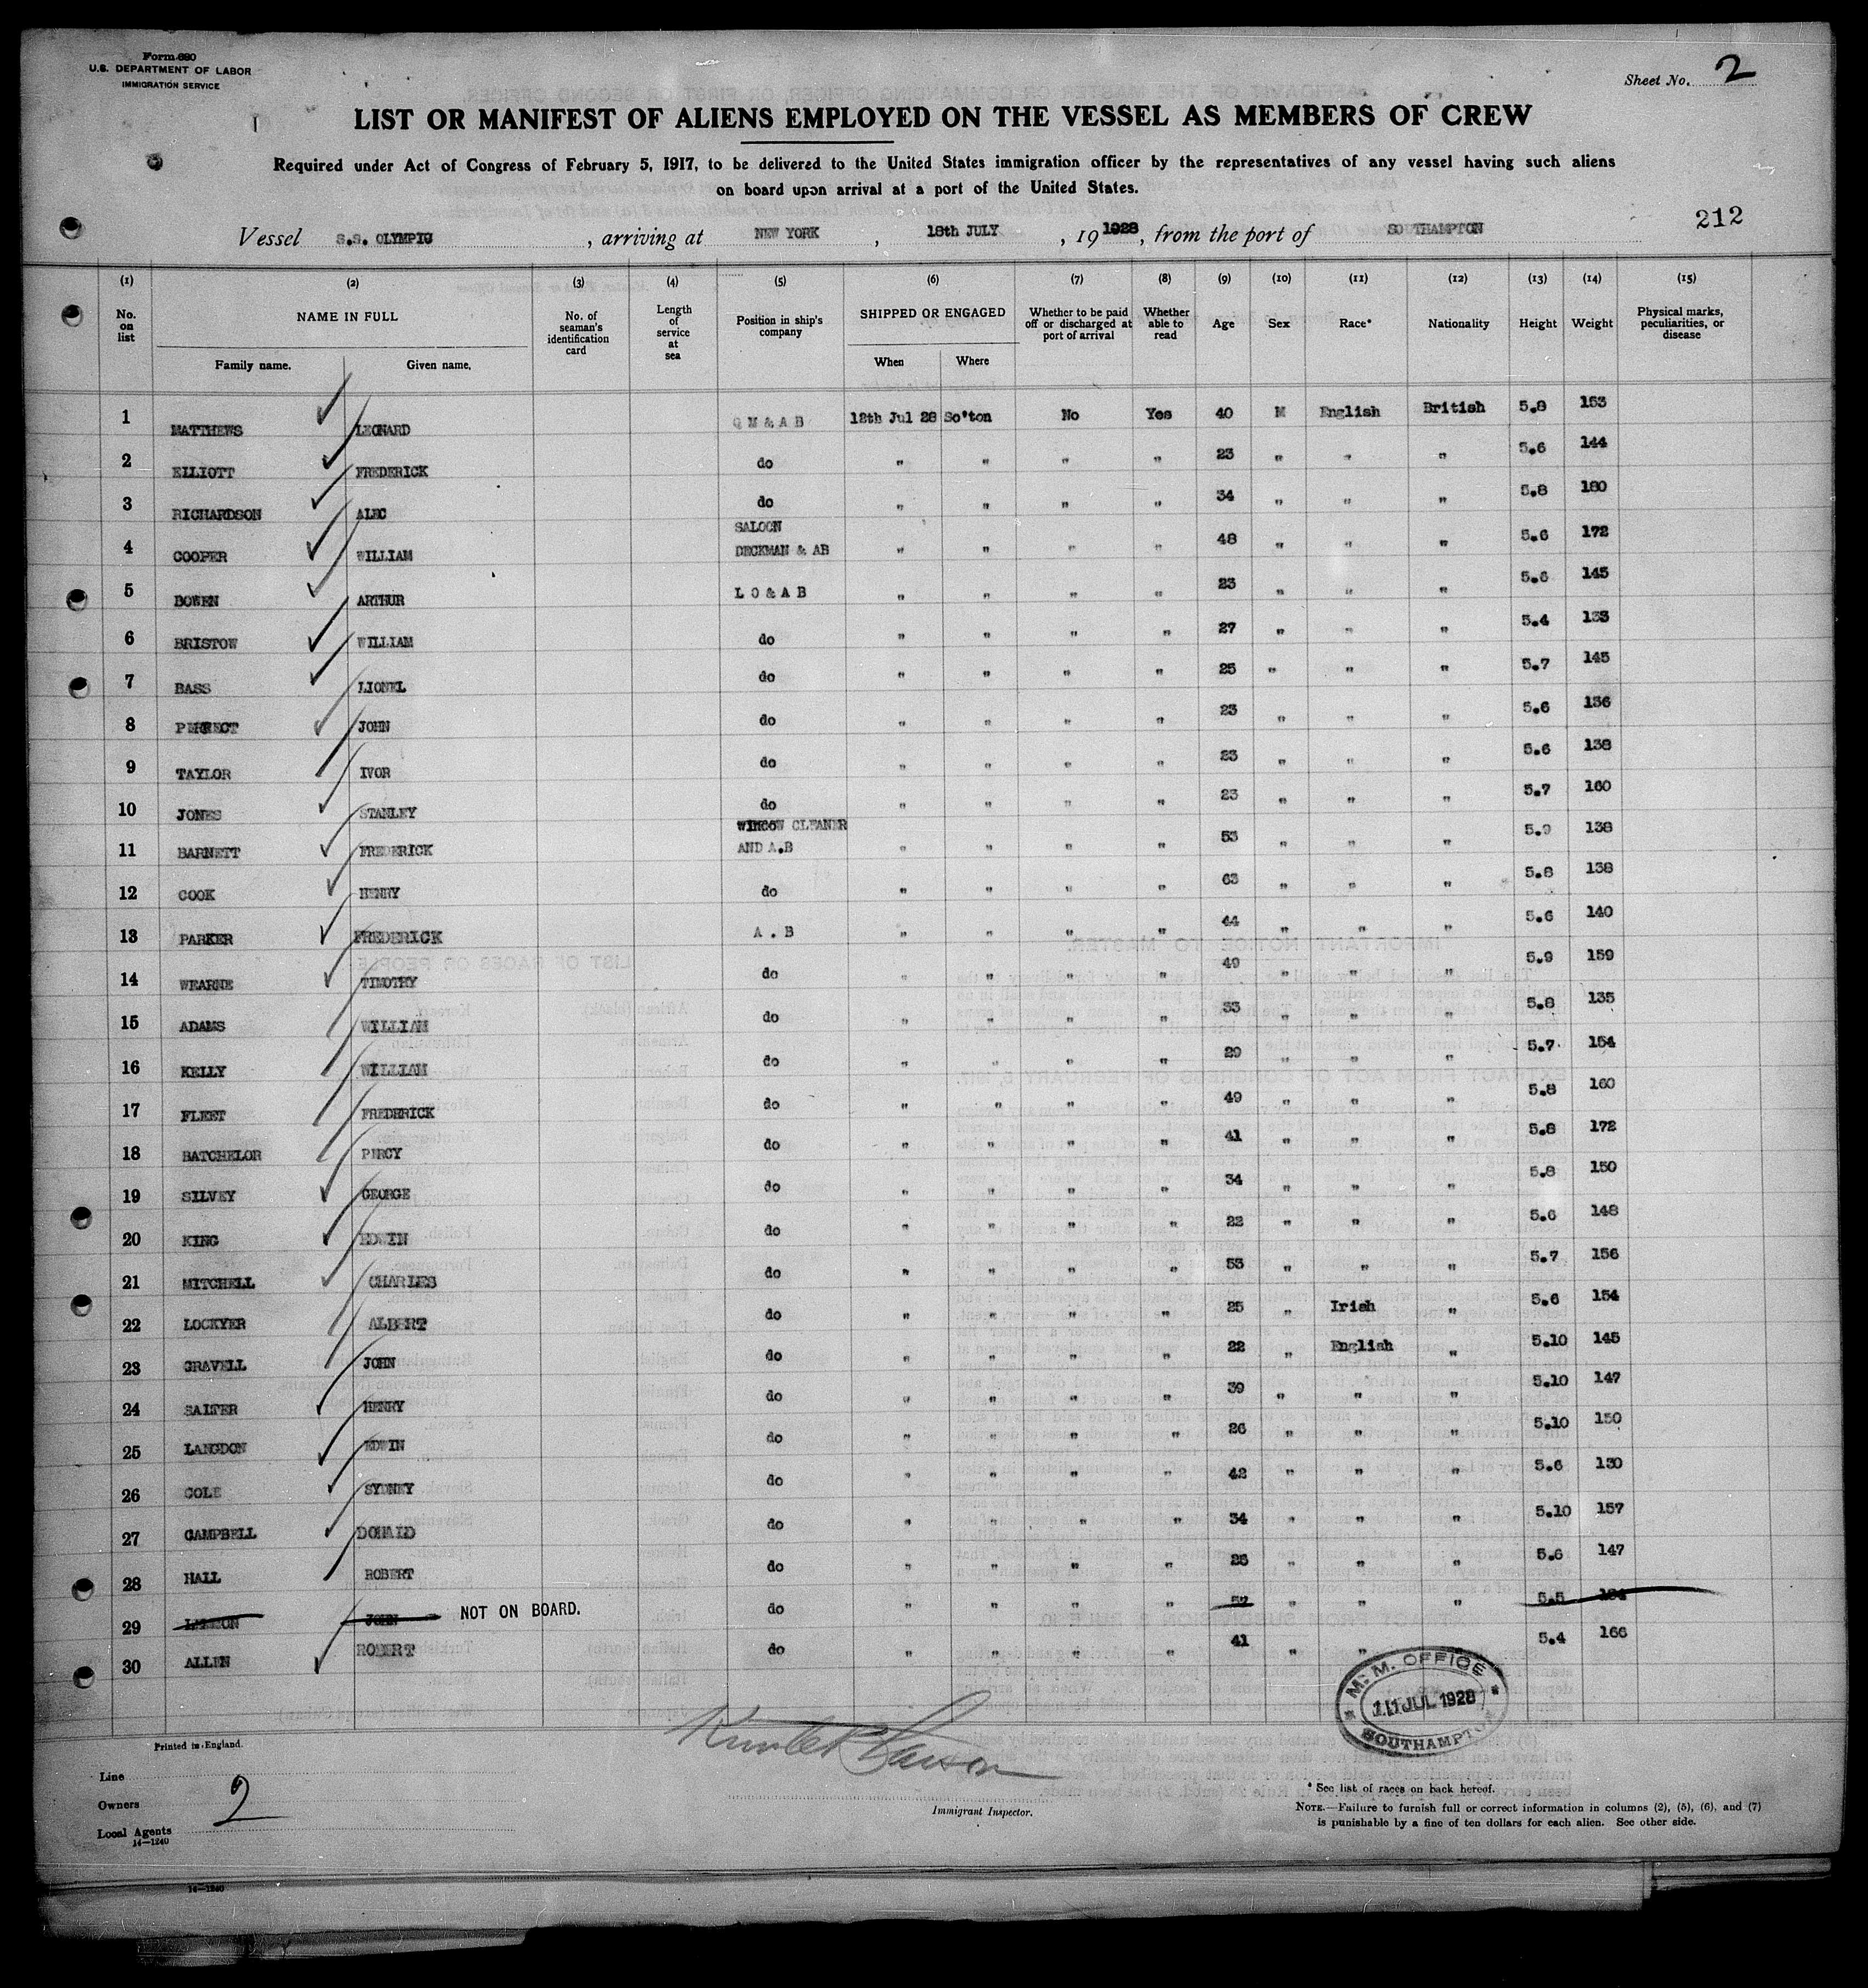 Form 680
U.S. DEPARTMENT OF LABOR
IMMIGRATION SERVICE
Sheet No. 2
LIST OR MANIFEST OF ALIENS EMPLOYED ON THE VESSEL AS MEMBERS OF CREW
Required under Act of Congress of February 5, 1917, to be delivered to the United States immigration officer by the representatives of any vessel having such aliens
on board upon arrival at a port of the United States.
212
Vessel S.S. OLYMPIC, arriving at NEW YORK, 18th JULY, 19 1928, from the port of SOUTHAMPTON
(1) (2) (3) (4) (5) (6) (7) (8) (9) (10) (11) (12) (13) (14) (15)
No. on list NAME IN FULL Family name. Given name. No. of seaman's identification card Length of service at sea Position in ship's company SHIPPED OR ENGAGED When Where Whether to be paid off or discharged at port of arrival Whether able to read Age Sex Race* Nationality Height Weight Physical marks, peculiarities, or disease
1 MATTHEWS LEONARD Q M & A B 12th Jul 28 So'ton No Yes 40 M English British 5.8 153
2 ELLIOTT FREDERICK do " " " " 23 " " " 5.6 144
3 RICHARDSON ALEC do " " " " 34 " " " 5.8 180
4 COOPER WILLIAM SALOON DECKMAN & AB " " " " 48 " " " 5.6 172
5 BOWEN ARTHUR L O & A B " " " " 23 " " " 5.6 145
6 BRISTOW WILLIAM do " " " " 27 " " " 5.4 133
7 BASS LIONEL do " " " " 25 " " " 5.7 145
8 PERFECT JOHN do " " " " 23 " " " 5.6 136
9 TAYLOR IVOR do " " " " 23 " " " 5.6 138
10 JONES STANLEY do " " " " 23 " " " 5.7 160
11 BARNETT FREDERICK WINDOW CLEANER AND A.B " " " " 53 " " " 5.9 138
12 COOK HENRY do " " " " 63 " " " 5.8 138
13 PARKER FREDERICK A . B " " " " 44 " " " 5.6 140
14 WEARNE TIMOTHY do " " " " 49 " " " 5.9 159
15 ADAMS WILLIAM do " " " " 33 " " " 5.8 135
16 KELLY WILLIAM do " " " " 29 " " " 5.7 154
17 FLEET FREDERICK do " " " " 49 " " " 5.8 160
18 BATCHELOR PERCY do " " " " 41 " " " 5.8 172
19 SILVEY GEORGE do " " " " 34 " " " 5.8 150
20 KING EDWIN do " " " " 22 " " " 5.6 148
21 MITCHELL CHARLES do " " " " 53 " " " 5.7 156
22 LOCKYER ALBERT do " " " " 25 " Irish " 5.6 154
23 GRAVELL JOHN do " " " " 22 " English " 5.10 145
24 SALTER HENRY do " " " " 39 " " " 5.10 147
25 LANGDON EDWIN do " " " " 26 " " " 5.10 150
26 COLE SYDNEY do " " " " 42 " " " 5.6 130
27 CAMPBELL DONALD do " " " " 34 " " " 5.10 157
28 HALL ROBERT do " " " " 26 " " " 5.6 147
29 JOHN NOT ON BOARD. do " " " " " " " 5.5
30 ALLEN ROBERT do " " " " 41 " " 5.4 166
M.M. OFFICE
11 JUL 1928
SOUTHAMPTON
Printed in England.
Line
Owners
Local Agents
2
14—1240
Immigrant Inspector.
* See list of races on back hereof.
NOTE.—Failure to furnish full or correct information in columns (2), (5), (6), and (7)
is punishable by a fine of ten dollars for each alien. See other side.
14—1240